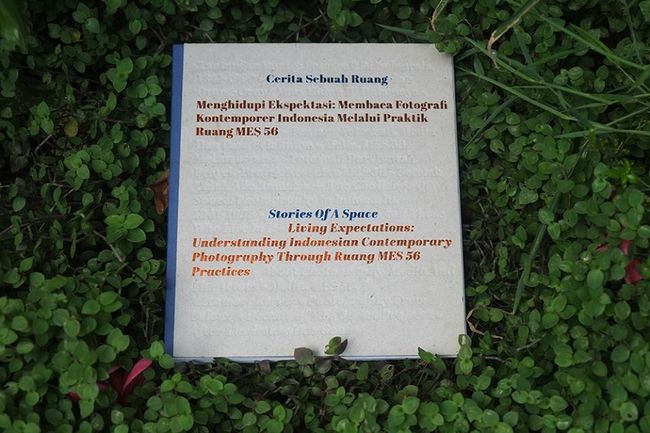 Cerita Sebuah Ruang
Menghidupi Ekspektasi: Membaca Fotografi
Kontemporer Indonesia Melalui Praktik
Ruang MES 56
Stories Of A Space
Living Expectations:
Understanding Indonesian Contemporary
Photography Through Ruang MES 56
Practices